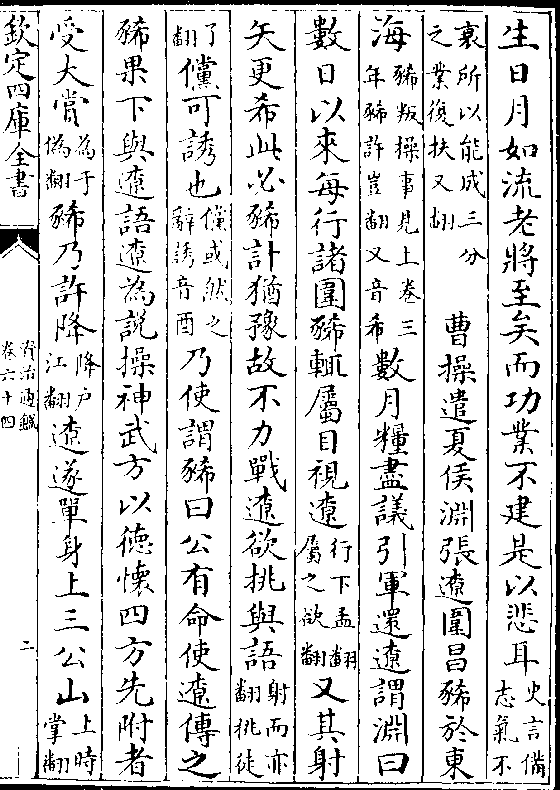 生日月如流老將至矣而功業不建是以悲耳史言備志氣不
衰所以能成三分之業復扶又翻 曹操遣夏侯淵張遼圍昌豨於東
海豨叛操事見上卷三年豨許豈翻又音希數月糧盡議引軍還遼謂淵曰
數日以來每行諸圍豨輒屬目視遼行下孟翻屬之欲翻又其射
矢更希此必豨計猶豫故不力戰遼欲挑與語射而亦翻挑徒
了翻儻可誘也儻或然之辭誘音酉乃使謂豨曰公有命使遼傳之
豨果下與遼語遼為說操神武方以德懷四方先附者
受大賞為于偽翻豨乃許降降户江翻遼遂單身上三公山上時掌翻
欽定四庫全書
資治通鑑
卷六十四
二